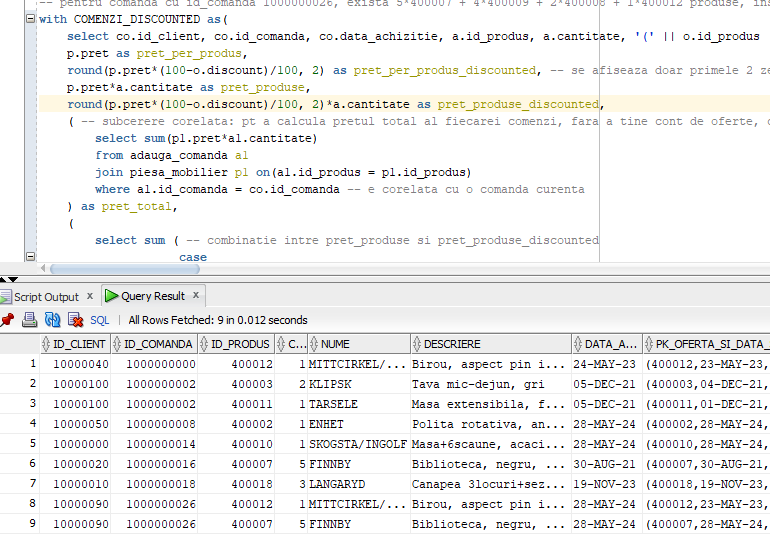 -- pentru comanda cu id_comanda 1000000026, exista 5*400007 + 4*400009 + 2*400008 + 1*400012 produse, ins
with COMENZI_DISCOUNTED as(
select co.id_client, co.id_comanda, co.data_achizitie, a.id_produs, a.cantitate, '(' || o.id_produs
p.pret as pret_per_produs,
round(p.pret*(100-o.discount)/100, 2) as pret_per_produs_discounted, -- se afiseaza doar primele 2 ze
p.pret*a.cantitate as pret_produse,
round(p.pret*(100-o.discount)/100, 2)*a.cantitate as pret_produse_discounted,
( -- subcerere corelata: pt a calcula pretul total al fiecarei comenzi, fara a tine cont de oferte, c
select sum(p1.pret*a1.cantitate)
from adauga_comanda a1
join piesa_mobilier p1 on(a1.id_produs = p1.id_produs)
where a1.id_comanda = co.id_comanda -- e corelata cu o comanda curenta
) as pret_total,
(
select sum ( -- combinatie intre pret_produse si pret_produse_discounted
case
Script Output x Query Result x
SQL | All Rows Fetched: 9 in 0.012 seconds
ID_CLIENT ID_COMANDA ID_PRODUS C... NUME DESCRIERE DATA_A... PK_OFERTA_SI_DATA_
1 10000040 1000000000 400012 1 MITTCIRKEL/... Birou, aspect pin i... 24-MAY-23 (400012,23-MAY-23,
2 10000100 1000000002 400003 2 KLIPSK Tava mic-dejun, gri 05-DEC-21 (400003,04-DEC-21,
3 10000100 1000000002 400011 1 TARSELE Masa extensibila, f... 05-DEC-21 (400011,01-DEC-21,
4 10000050 1000000008 400002 1 ENHET Polita rotativa, an... 28-MAY-24 (400002,28-MAY-24,
5 10000000 1000000014 400010 1 SKOGSTA/INGOLF Masa+6scaune, acaci... 28-MAY-24 (400010,28-MAY-24,
6 10000020 1000000016 400007 5 FINNBY Biblioteca, negru, ... 30-AUG-21 (400007,30-AUG-21,
7 10000010 1000000018 400018 3 LANGARYD Canapea 3locuri+sez... 19-NOV-23 (400018,19-NOV-23,
8 10000090 1000000026 400012 1 MITTCIRKEL/... Birou, aspect pin i... 28-MAY-24 (400012,28-MAY-24,
9 10000090 1000000026 400007 5 FINNBY Biblioteca, negru, ... 28-MAY-24 (400007,28-MAY-24,